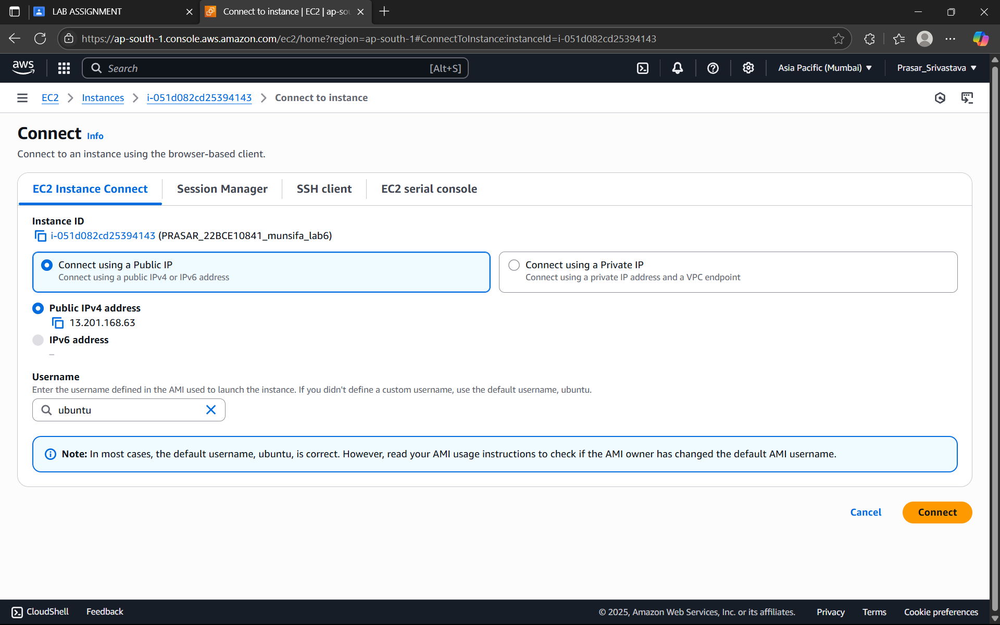 LAB ASSIGNMENT
Connect to instance | EC2 | ap-sou
https://ap-south-1.console.aws.amazon.com/ec2/home?region=ap-south-1#ConnectToInstance:instanceId=i-051d082cd25394143
aws
Search
[Alt+S]
Asia Pacific (Mumbai)
Prasar_Srivastava
EC2
Instances
i-051d082cd25394143
Connect to instance
Connect Info
Connect to an instance using the browser-based client.
EC2 Instance Connect
Session Manager
SSH client
EC2 serial console
Instance ID
i-051d082cd25394143 (PRASAR_22BCE10841_munsifa_lab6)
Connect using a Public IP
Connect using a public IPv4 or IPv6 address
Connect using a Private IP
Connect using a private IP address and a VPC endpoint
Public IPv4 address
13.201.168.63
IPv6 address
–
Username
Enter the username defined in the AMI used to launch the instance. If you didn't define a custom username, use the default username, ubuntu.
ubuntu
Note: In most cases, the default username, ubuntu, is correct. However, read your AMI usage instructions to check if the AMI owner has changed the default AMI username.
Cancel
Connect
CloudShell
Feedback
© 2025, Amazon Web Services, Inc. or its affiliates.
Privacy
Terms
Cookie preferences